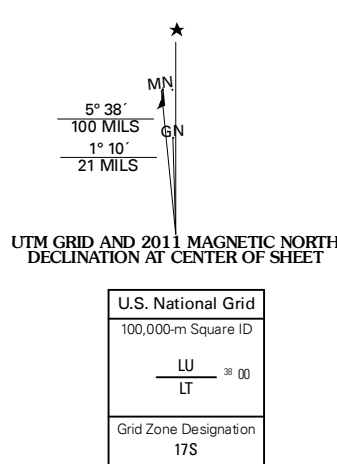 ★
MN
5° 38´
100 MILS
GN
1° 10´
21 MILS
UTM GRID AND 2011 MAGNETIC NORTH
DECLINATION AT CENTER OF SHEET
U.S. National Grid
100,000-m Square ID
LU
38 00
LT
Grid Zone Designation
17S